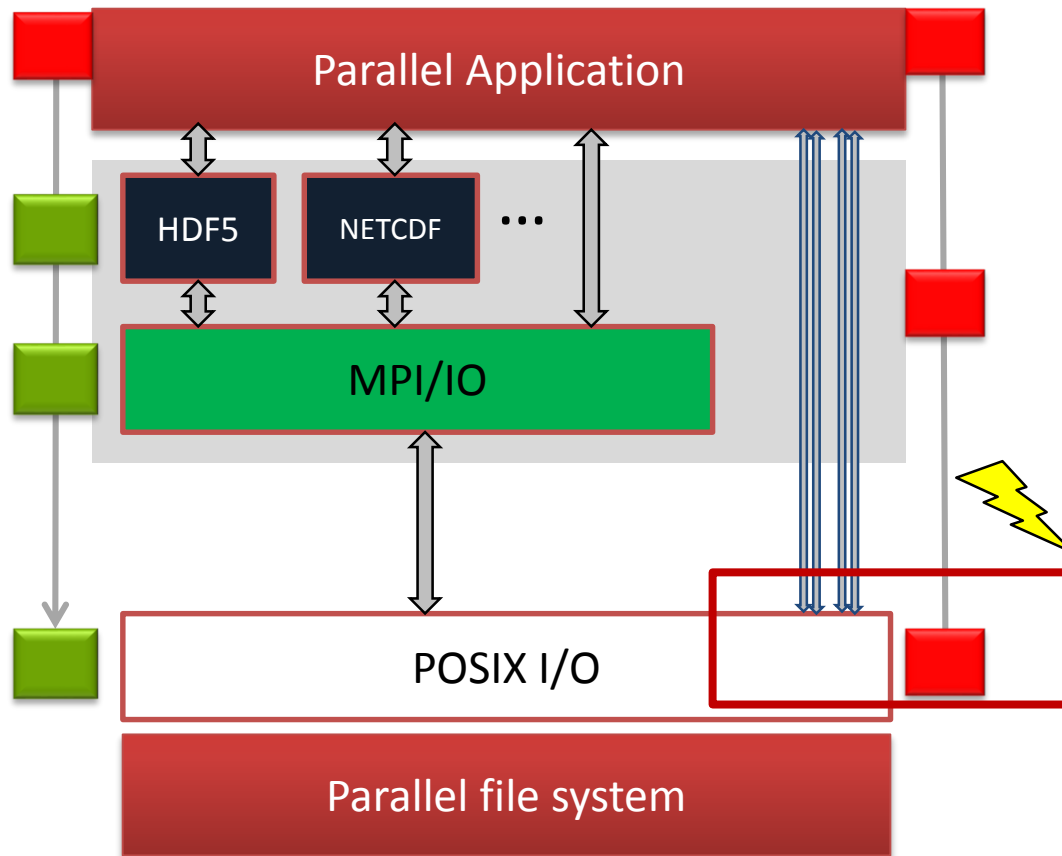 Parallel Application
HDF5
NETCDF
...
MPI/IO
POSIX I/O
Parallel file system